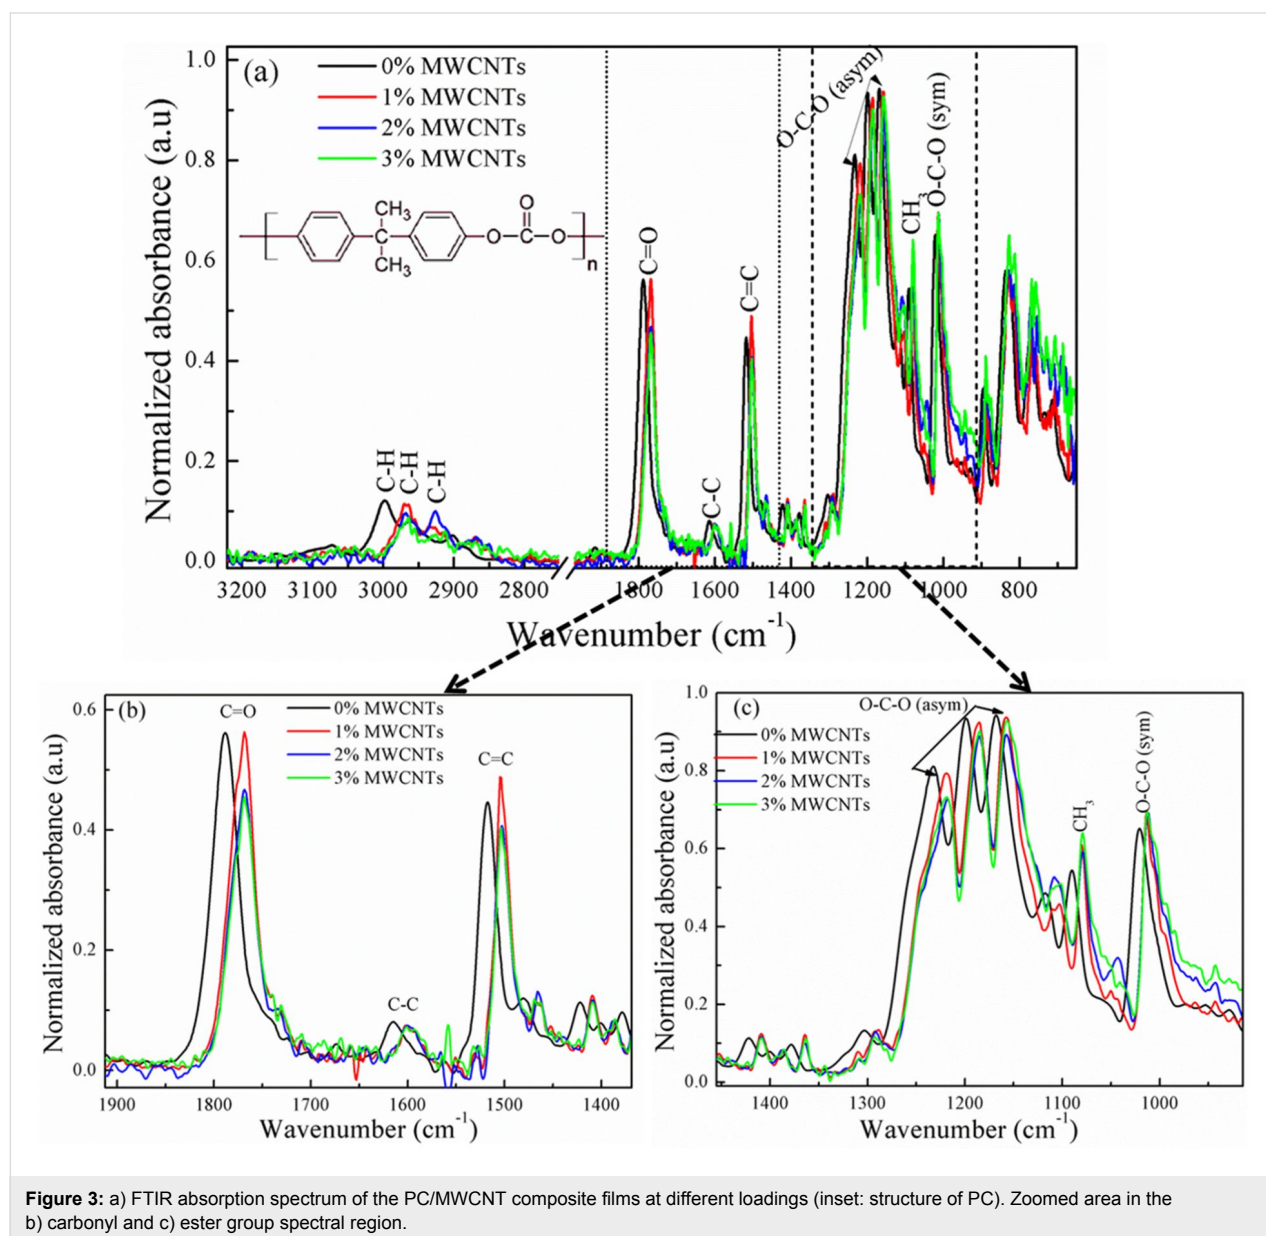 (a)
0% MWCNTs
1% MWCNTs
2% MWCNTs
3% MWCNTs
CH3
CH3
O
O
C
O
n
C-H
C-H
C-H
C=O
C-C
C=C
O-C-O (asym)
CH3
O-C-O (sym)
Normalized absorbance (a.u)
1.0
0.8
0.6
0.4
0.2
0.0
3200 3100 3000 2900 2800 1800 1600 1400 1200 1000 800
Wavenumber (cm-1)
(b)
C=O
0% MWCNTs
1% MWCNTs
2% MWCNTs
3% MWCNTs
C=C
C-C
Normalized absorbance (a.u)
0.6
0.4
0.2
0.0
1900 1800 1700 1600 1500 1400
Wavenumber (cm-1)
(c)
O-C-O (asym)
0% MWCNTs
1% MWCNTs
2% MWCNTs
3% MWCNTs
CH3
O-C-O (sym)
Normalized absorbance (a.u)
1.0
0.8
0.6
0.4
0.2
0.0
1400 1300 1200 1100 1000
Wavenumber (cm-1)
Figure 3: a) FTIR absorption spectrum of the PC/MWCNT composite films at different loadings (inset: structure of PC). Zoomed area in the
b) carbonyl and c) ester group spectral region.